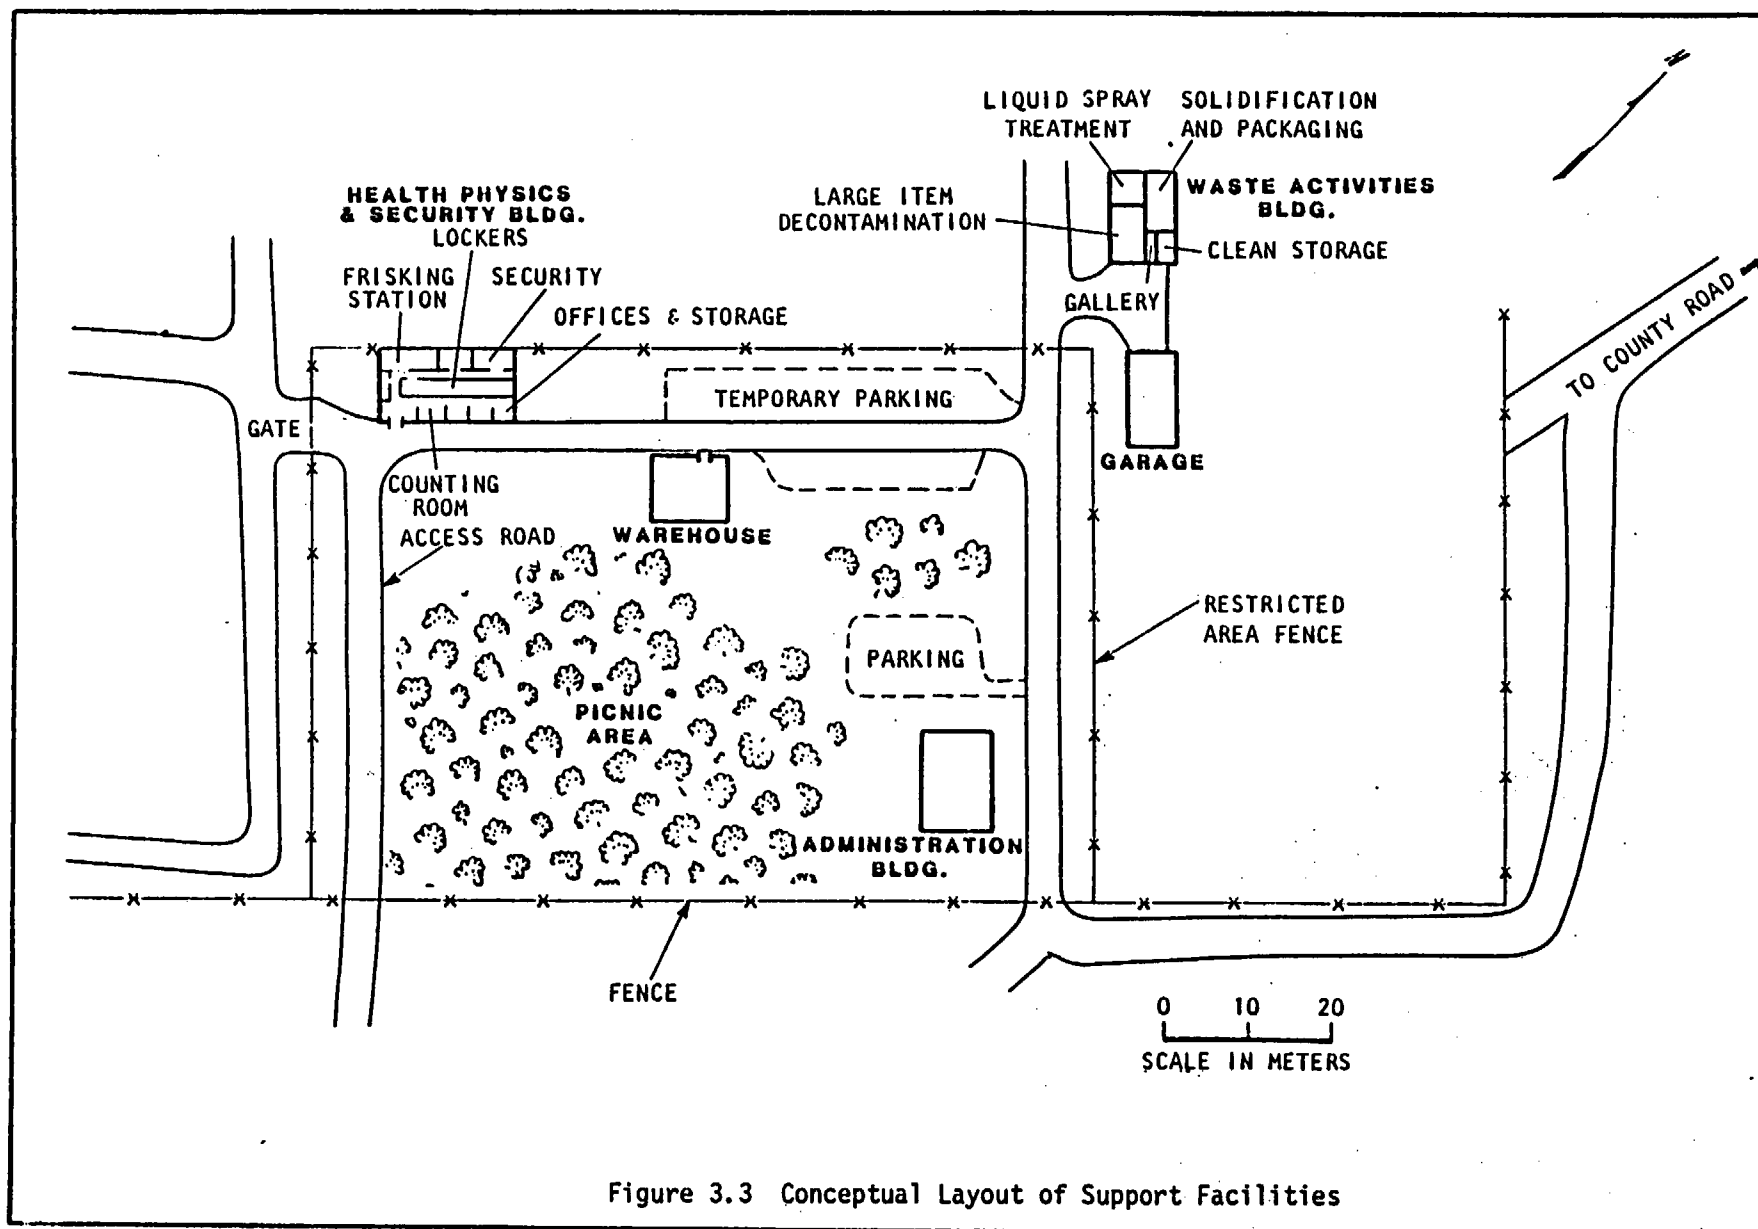 N
LIQUID SPRAY
TREATMENT
SOLIDIFICATION
AND PACKAGING
WASTE ACTIVITIES
BLDG.
LARGE ITEM
DECONTAMINATION
CLEAN STORAGE
GALLERY
HEALTH PHYSICS
& SECURITY BLDG.
LOCKERS
FRISKING
STATION
SECURITY
OFFICES & STORAGE
TO COUNTY ROAD
TEMPORARY PARKING
GATE
GARAGE
COUNTING
ROOM
ACCESS ROAD
WAREHOUSE
RESTRICTED
AREA FENCE
PARKING
PICNIC
AREA
ADMINISTRATION
BLDG.
FENCE
0 10 20
SCALE IN METERS
Figure 3.3 Conceptual Layout of Support Facilities